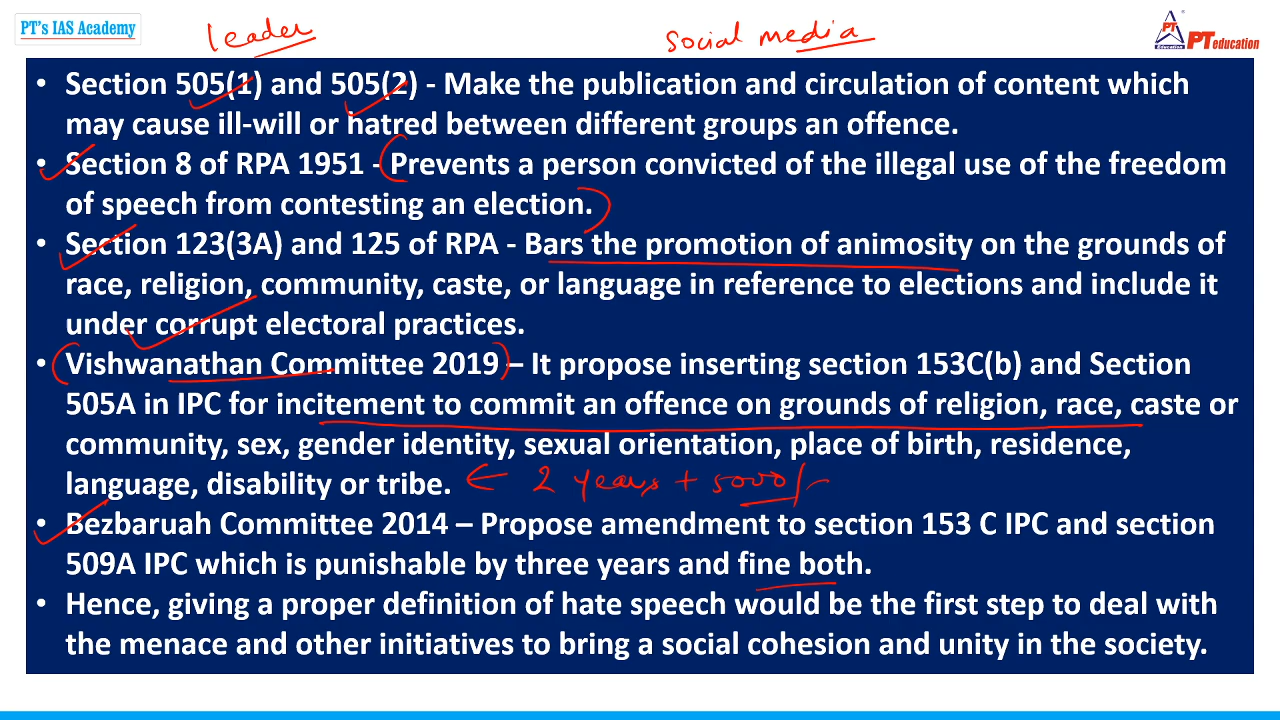 PT's IAS Academy
leader
social media
PT
Education
PT education
• Section 505(1) and 505(2) - Make the publication and circulation of content which
may cause ill-will or hatred between different groups an offence.
• Section 8 of RPA 1951 - Prevents a person convicted of the illegal use of the freedom
of speech from contesting an election.
• Section 123(3A) and 125 of RPA - Bars the promotion of animosity on the grounds of
race, religion, community, caste, or language in reference to elections and include it
under corrupt electoral practices.
• Vishwanathan Committee 2019 – It propose inserting section 153C(b) and Section
505A in IPC for incitement to commit an offence on grounds of religion, race, caste or
community, sex, gender identity, sexual orientation, place of birth, residence,
language, disability or tribe. ← 2 years + 5000/-
• Bezbaruah Committee 2014 – Propose amendment to section 153 C IPC and section
509A IPC which is punishable by three years and fine both.
• Hence, giving a proper definition of hate speech would be the first step to deal with
the menace and other initiatives to bring a social cohesion and unity in the society.